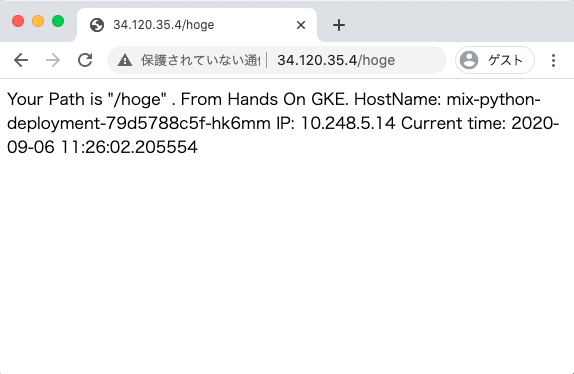 34.120.35.4/hoge
保護されていない通信 34.120.35.4/hoge ゲスト
Your Path is "/hoge" . From Hands On GKE. HostName: mix-python-
deployment-79d5788c5f-hk6mm IP: 10.248.5.14 Current time: 2020-
09-06 11:26:02.205554